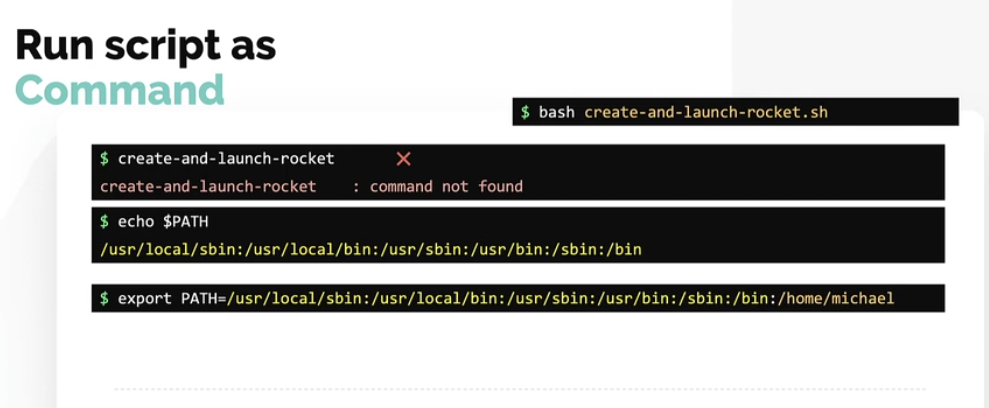 Run script as
Command
$ bash create-and-launch-rocket.sh
$ create-and-launch-rocket
create-and-launch-rocket : command not found
$ echo $PATH
/usr/local/sbin:/usr/local/bin:/usr/sbin:/usr/bin:/sbin:/bin
$ export PATH=/usr/local/sbin:/usr/local/bin:/usr/sbin:/usr/bin:/sbin:/bin:/home/michael